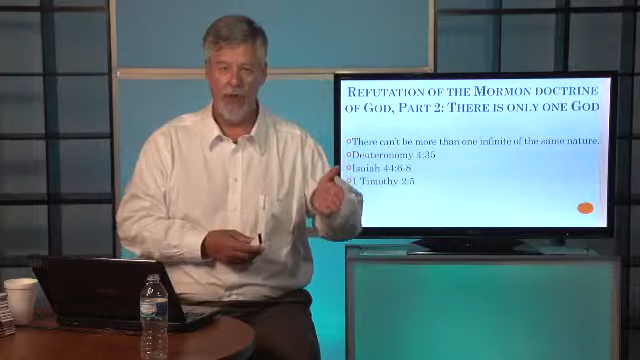 REFUTATION OF THE MORMON DOCTRINE
OF GOD, PART 2: THERE IS ONLY ONE GOD
There can't be more than one infinite of the same nature.
Deuteronomy 4:35
Isaiah 44:6-8
1 Timothy 2:5